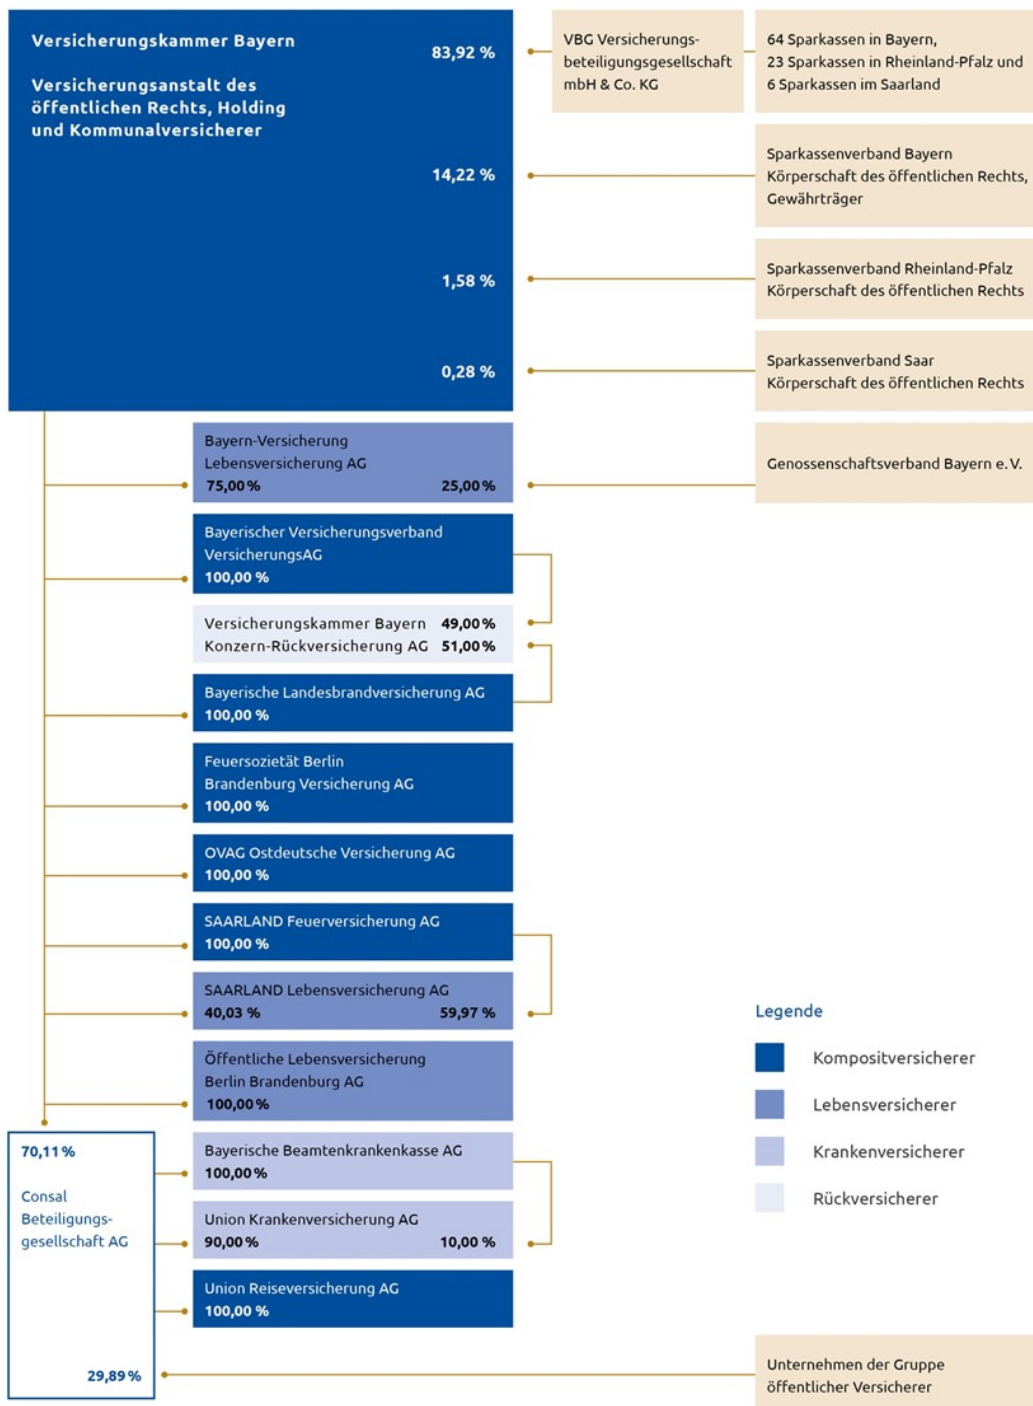 Versicherungskammer Bayern
Versicherungsanstalt des
öffentlichen Rechts, Holding
und Kommunalversicherer
83,92 %
VBG Versicherungs-
beteiligungsgesellschaft
mbH & Co. KG
64 Sparkassen in Bayern,
23 Sparkassen in Rheinland-Pfalz und
6 Sparkassen im Saarland
14,22 %
Sparkassenverband Bayern
Körperschaft des öffentlichen Rechts,
Gewährträger
1,58 %
Sparkassenverband Rheinland-Pfalz
Körperschaft des öffentlichen Rechts
0,28 %
Sparkassenverband Saar
Körperschaft des öffentlichen Rechts
Bayern-Versicherung
Lebensversicherung AG
75,00 % 25,00 %
Genossenschaftsverband Bayern e. V.
Bayerischer Versicherungsverband
VersicherungsAG
100,00 %
Versicherungskammer Bayern 49,00 %
Konzern-Rückversicherung AG 51,00 %
Bayerische Landesbrandversicherung AG
100,00 %
Feuersozietät Berlin
Brandenburg Versicherung AG
100,00 %
OVAG Ostdeutsche Versicherung AG
100,00 %
SAARLAND Feuerversicherung AG
100,00 %
SAARLAND Lebensversicherung AG
40,03 % 59,97 %
Öffentliche Lebensversicherung
Berlin Brandenburg AG
100,00 %
70,11 %
Consal
Beteiligungs-
gesellschaft AG
29,89 %
Bayerische Beamtenkrankenkasse AG
100,00 %
Union Krankenversicherung AG
90,00 % 10,00 %
Union Reiseversicherung AG
100,00 %
Unternehmen der Gruppe
öffentlicher Versicherer
Legende
Kompositversicherer
Lebensversicherer
Krankenversicherer
Rückversicherer